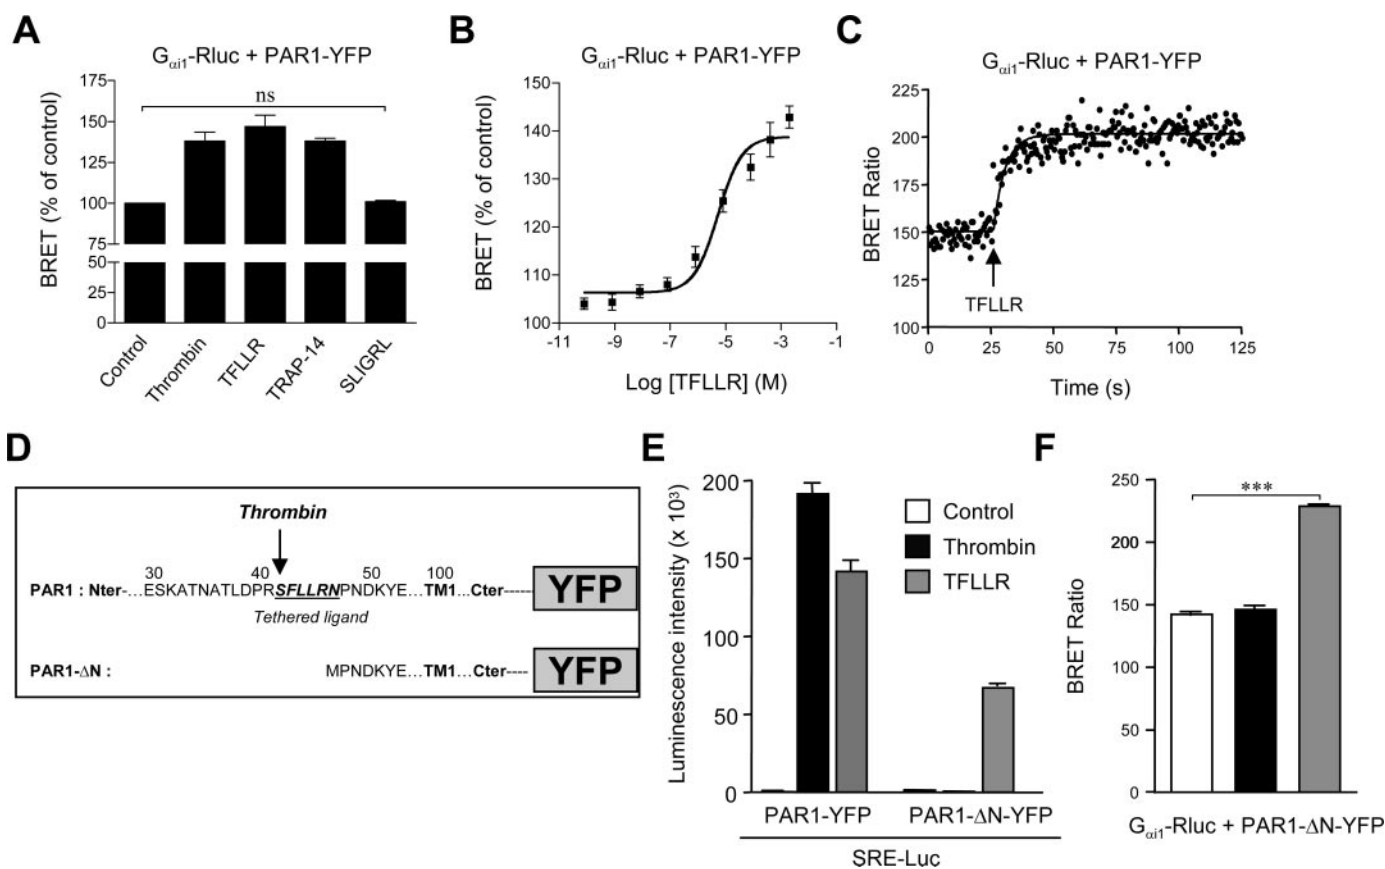 A
Gαi1-Rluc + PAR1-YFP
BRET (% of control)
175
150
125
100
75
50
25
0
ns
Control
Thrombin
TFLLR
TRAP-14
SLIGRL
B
Gαi1-Rluc + PAR1-YFP
BRET (% of control)
150
140
130
120
110
100
-11 -9 -7 -5 -3 -1
Log [TFLLR] (M)
C
Gαi1-Rluc + PAR1-YFP
BRET Ratio
225
200
175
150
125
100
TFLLR
0 25 50 75 100 125
Time (s)
D
Thrombin
30 40 50 100
PAR1 : Nter-...ESKATNATLDPRSFLLRNPNDKYE...TM1...Cter-----YFP
Tethered ligand
PAR1-ΔN : MPNDKYE...TM1...Cter----YFP
E
Luminescence intensity (x 10³)
200
150
100
50
0
Control
Thrombin
TFLLR
PAR1-YFP PAR1-ΔN-YFP
SRE-Luc
F
BRET Ratio
250
200
150
100
50
0
***
Gαi1-Rluc + PAR1-ΔN-YFP